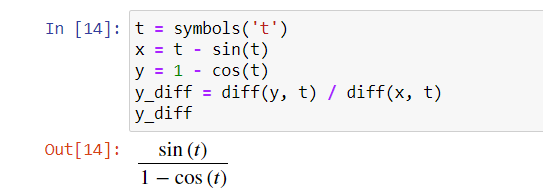 In [14]: t = symbols('t')
x = t - sin(t)
y = 1 - cos(t)
y_diff = diff(y, t) / diff(x, t)
y_diff
Out[14]: sin (t)
1 − cos (t)